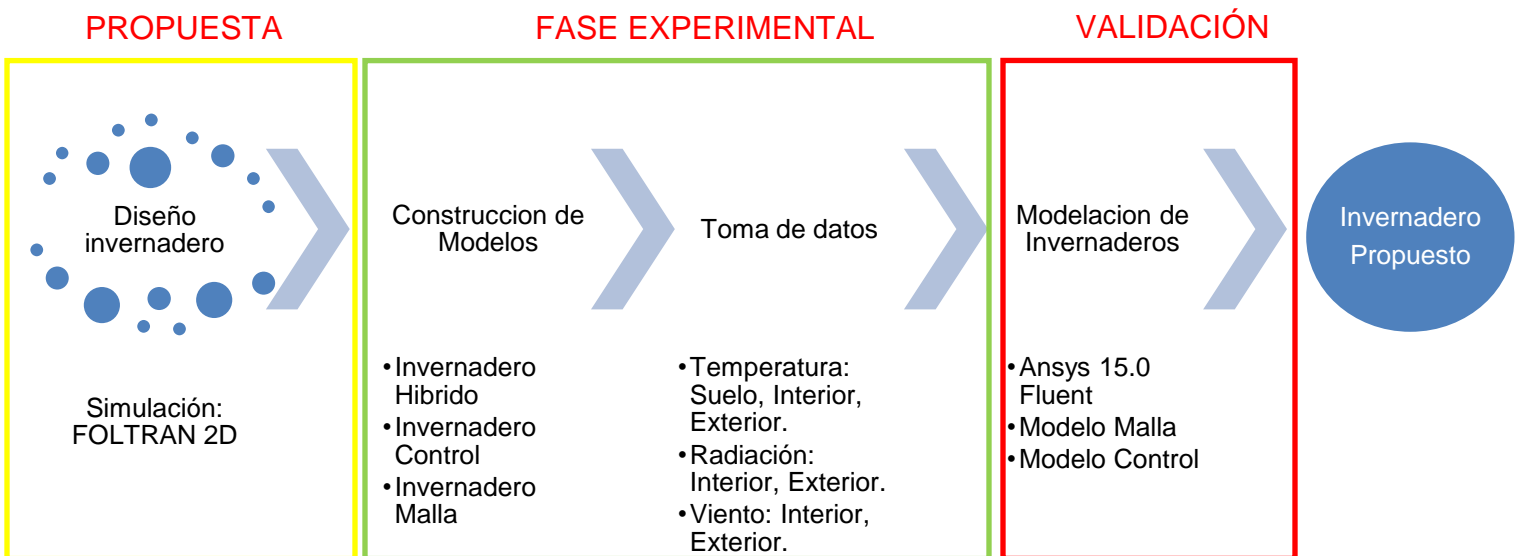 PROPUESTA
FASE EXPERIMENTAL
VALIDACIÓN
Diseño
invernadero
Simulación:
FOLTRAN 2D
Construccion de
Modelos
•Invernadero
Hibrido
•Invernadero
Control
•Invernadero
Malla
Toma de datos
•Temperatura:
Suelo, Interior,
Exterior.
•Radiación:
Interior, Exterior.
•Viento: Interior,
Exterior.
Modelacion de
Invernaderos
•Ansys 15.0
Fluent
•Modelo Malla
•Modelo Control
Invernadero
Propuesto